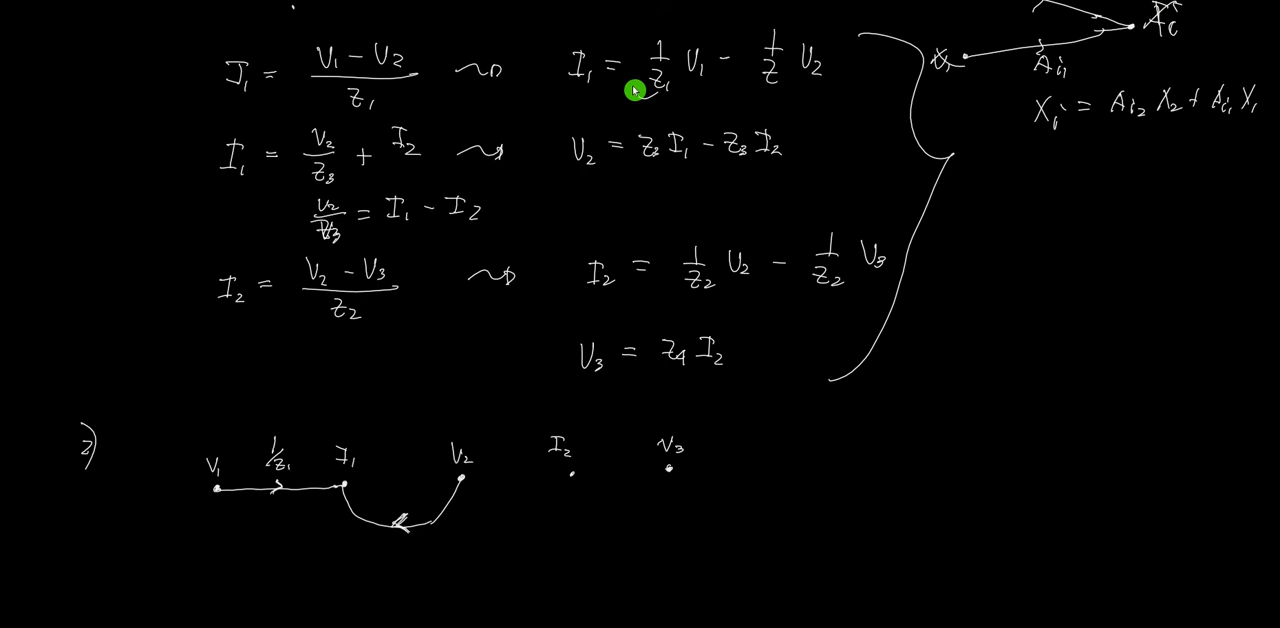 I₁ = (V₁ − V₂)/Z₁ ⇝ I₁ = 1/Z₁ V₁ − 1/Z V₂
I₁ = V₂/Z₃ + I₂ ⇝ V₂ = Z₃ I₁ − Z₃ I₂
= I₁ − I₂
I₂ = (V₂ − V₃)/Z₂ ⇝ I₂ = 1/Z₂ V₂ − 1/Z₂ V₃
V₃ = Z₄ I₂
X₁ Ai₁
Xi = Ai₂ X₂ + Ai₁ X₁
2) V₁ 1/Z₁ I₁ V₂ I₂ V₃